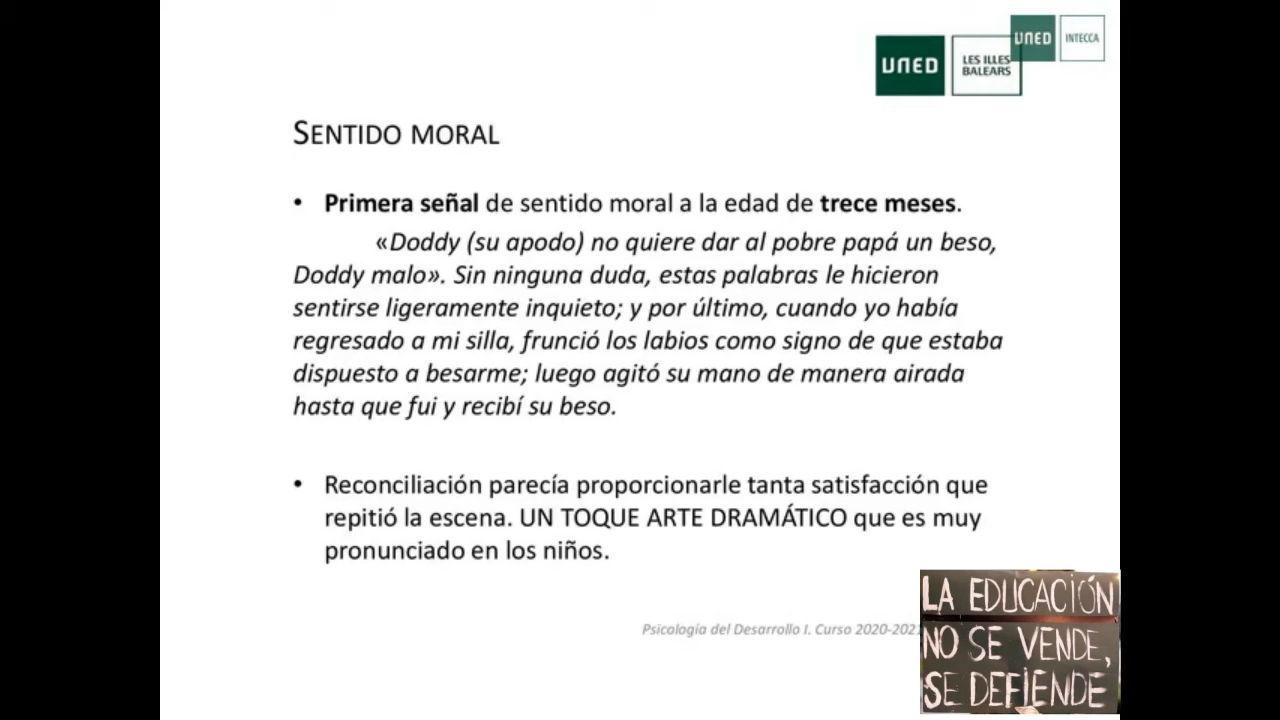 UNED
INTECCA
UNED
LES ILLES
BALEARS
SENTIDO MORAL
• Primera señal de sentido moral a la edad de trece meses.
«Doddy (su apodo) no quiere dar al pobre papá un beso,
Doddy malo». Sin ninguna duda, estas palabras le hicieron
sentirse ligeramente inquieto; y por último, cuando yo había
regresado a mi silla, frunció los labios como signo de que estaba
dispuesto a besarme; luego agitó su mano de manera airada
hasta que fui y recibí su beso.
• Reconciliación parecía proporcionarle tanta satisfacción que
repitió la escena. UN TOQUE ARTE DRAMÁTICO que es muy
pronunciado en los niños.
Psicología del Desarrollo I. Curso 2020-2021
LA EDUCACIÓN
NO SE VENDE,
SE DEFIENDE